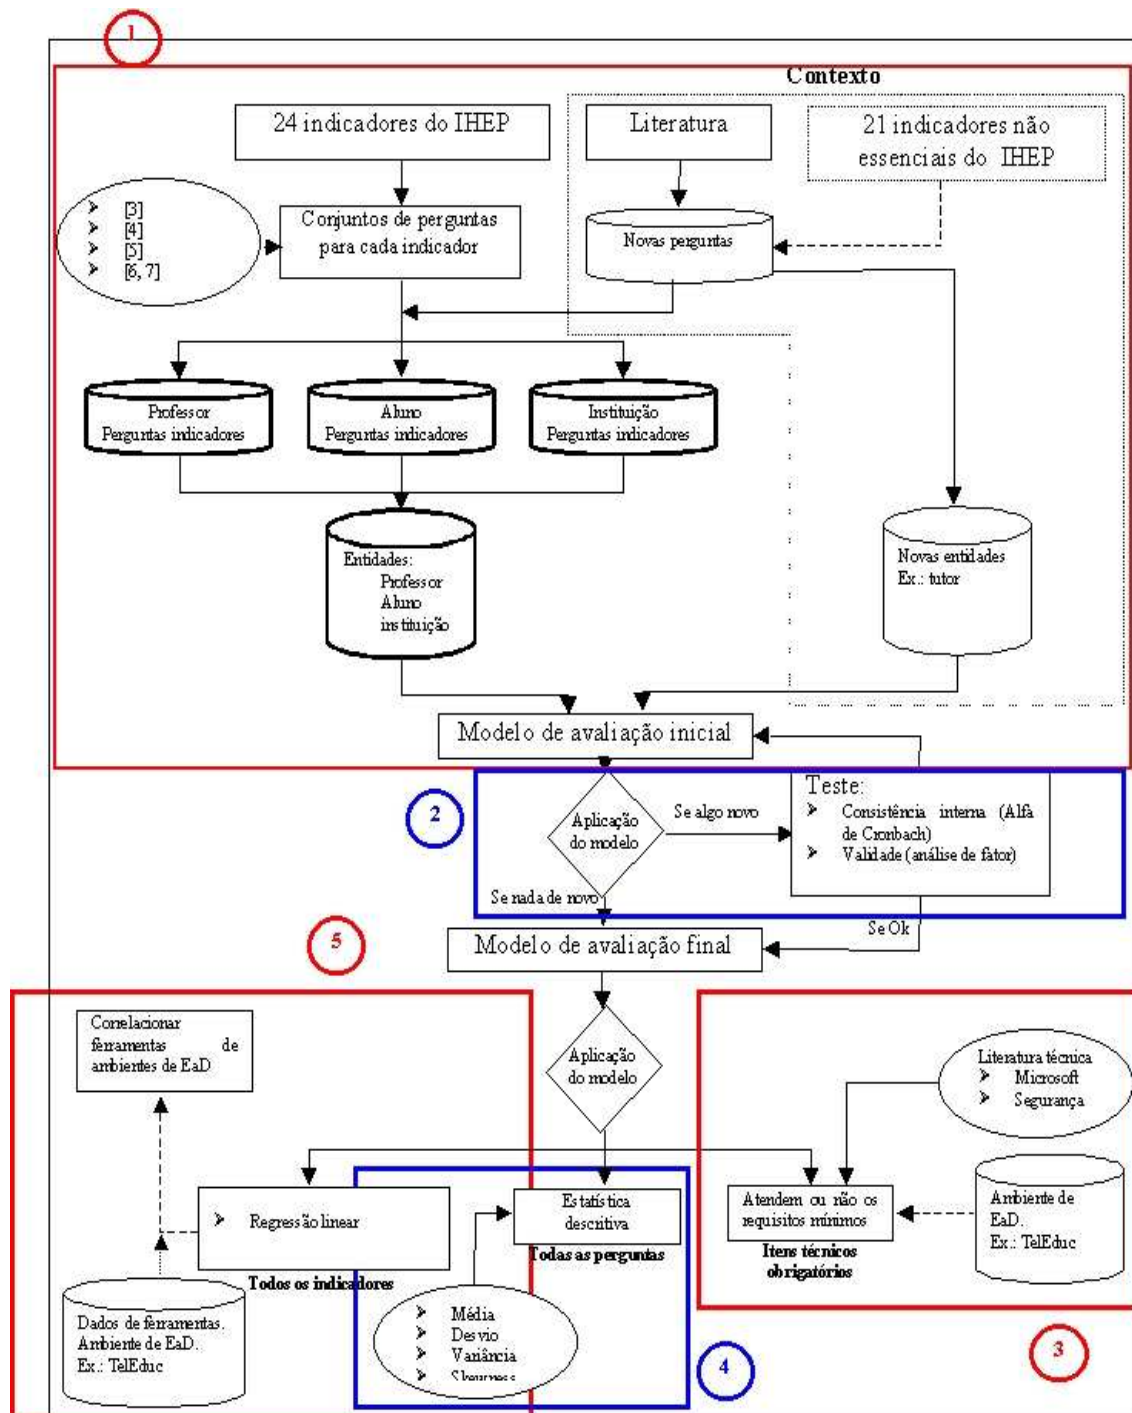 1
Contexto
24 indicadores do IHEP
Literatura
21 indicadores não
essenciais do IHEP
[3]
[4]
[5]
[6, 7]
Conjuntos de perguntas
para cada indicador
Novas perguntas
Professor
Perguntas indicadores
Aluno
Perguntas indicadores
Instituição
Perguntas indicadores
Entidades:
Professor
Aluno
instituição
Novas entidades
Ex.: tutor
Modelo de avaliação inicial
2
Aplicação
do modelo
Se algo novo
Teste:
Consistência interna (Alfa
de Cronbach)
Validade (análise de fator)
Se nada de novo
Se Ok
5
Modelo de avaliação final
Correlacionar
ferramentas de
ambientes de EaD
Aplicação
do modelo
Literatura técnica
Microsoft
Segurança
Regressão linear
Todos os indicadores
Estatística
descritiva
Todas as perguntas
Atendem ou não os
requisitos mínimos
Itens técnicos
obrigatórios
Ambiente de
EaD.
Ex.: TelEduc
Dados de ferramentas.
Ambiente de EaD.
Ex.: TelEduc
Média
Desvio
Variância
Skewness
4
3